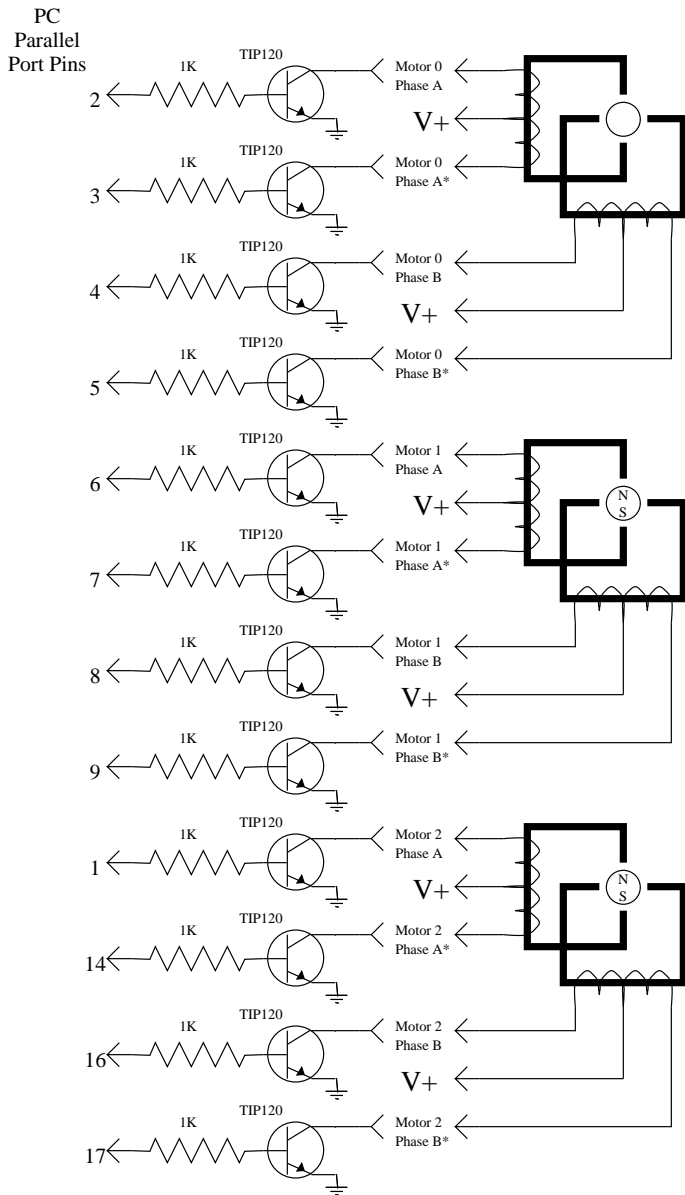 PC
Parallel
Port Pins
TIP120
1K
Motor 0
Phase A
2
V+
TIP120
1K
Motor 0
Phase A*
3
TIP120
1K
Motor 0
Phase B
4
V+
TIP120
1K
Motor 0
Phase B*
5
TIP120
1K
Motor 1
Phase A
6
V+
N
S
TIP120
1K
Motor 1
Phase A*
7
TIP120
1K
Motor 1
Phase B
8
V+
TIP120
1K
Motor 1
Phase B*
9
TIP120
1K
Motor 2
Phase A
1
V+
N
S
TIP120
1K
Motor 2
Phase A*
14
TIP120
1K
Motor 2
Phase B
16
V+
TIP120
1K
Motor 2
Phase B*
17